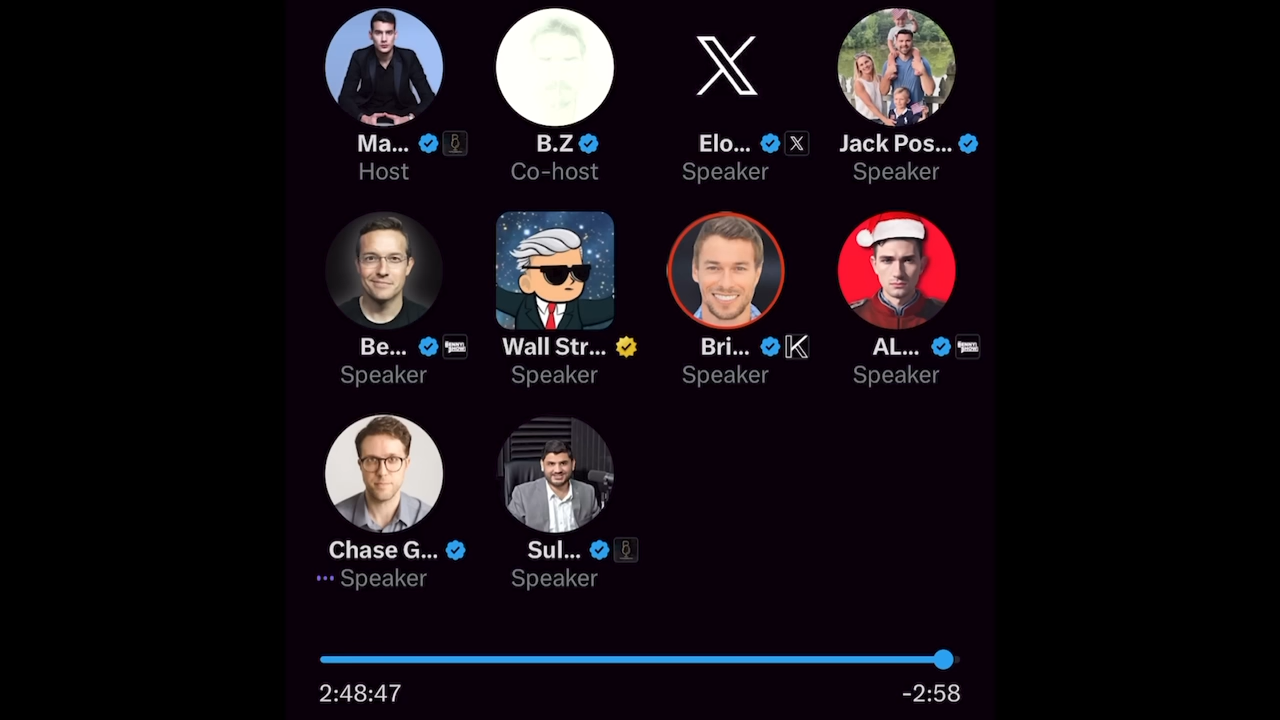 Ma... B.Z Elo... Jack Pos...
Host Co-host Speaker Speaker
Be... Wall Str... Bri... AL...
Speaker Speaker Speaker Speaker
Chase G... Sul...
Speaker Speaker
2:48:47 -2:58